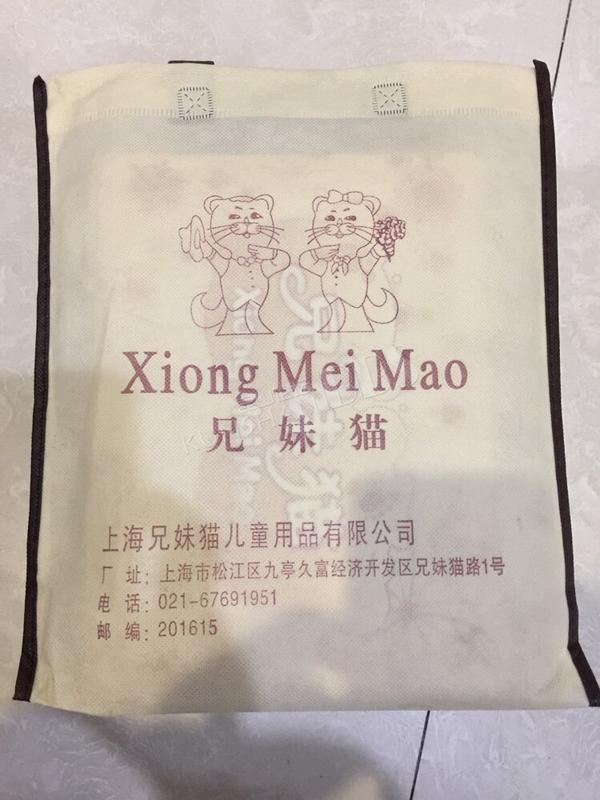 Xiong Mei Mao
兄妹猫
上海兄妹猫儿童用品有限公司
厂 址：上海市松江区九亭久富经济开发区兄妹猫路1号
电 话：021-67691951
邮 编：201615